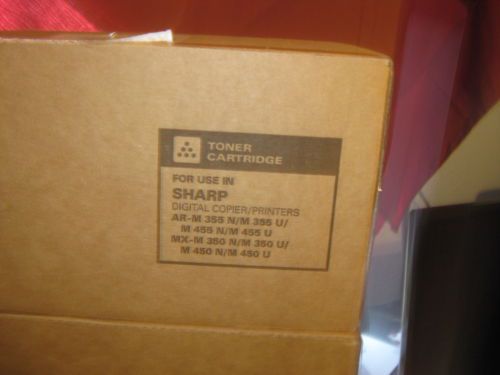 TONER
CARTRIDGE
FOR USE IN
SHARP
DIGITAL COPIER/PRINTERS
AR-M 355 N/M 355 U/
M 455 N/M 455 U
MX-M 350 N/M 350 U/
M 450 N/M 450 U